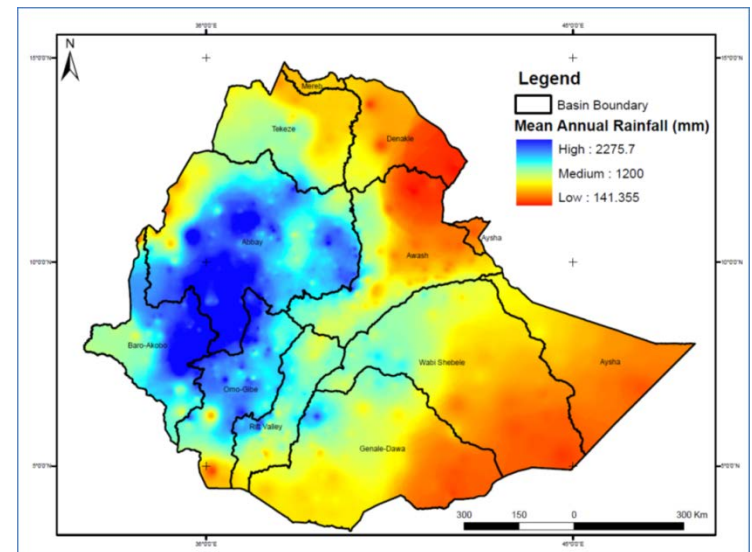 N
Legend
Basin Boundary
Mean Annual Rainfall (mm)
High : 2275.7
Medium : 1200
Low : 141.355
Mereb
Tekeze
Denakle
Abbay
Aysha
Awash
Baro-Akobo
Wabi Shebele
Aysha
Omo-Gibe
Rift Valley
Genale-Dawa
300 150 0 300 Km